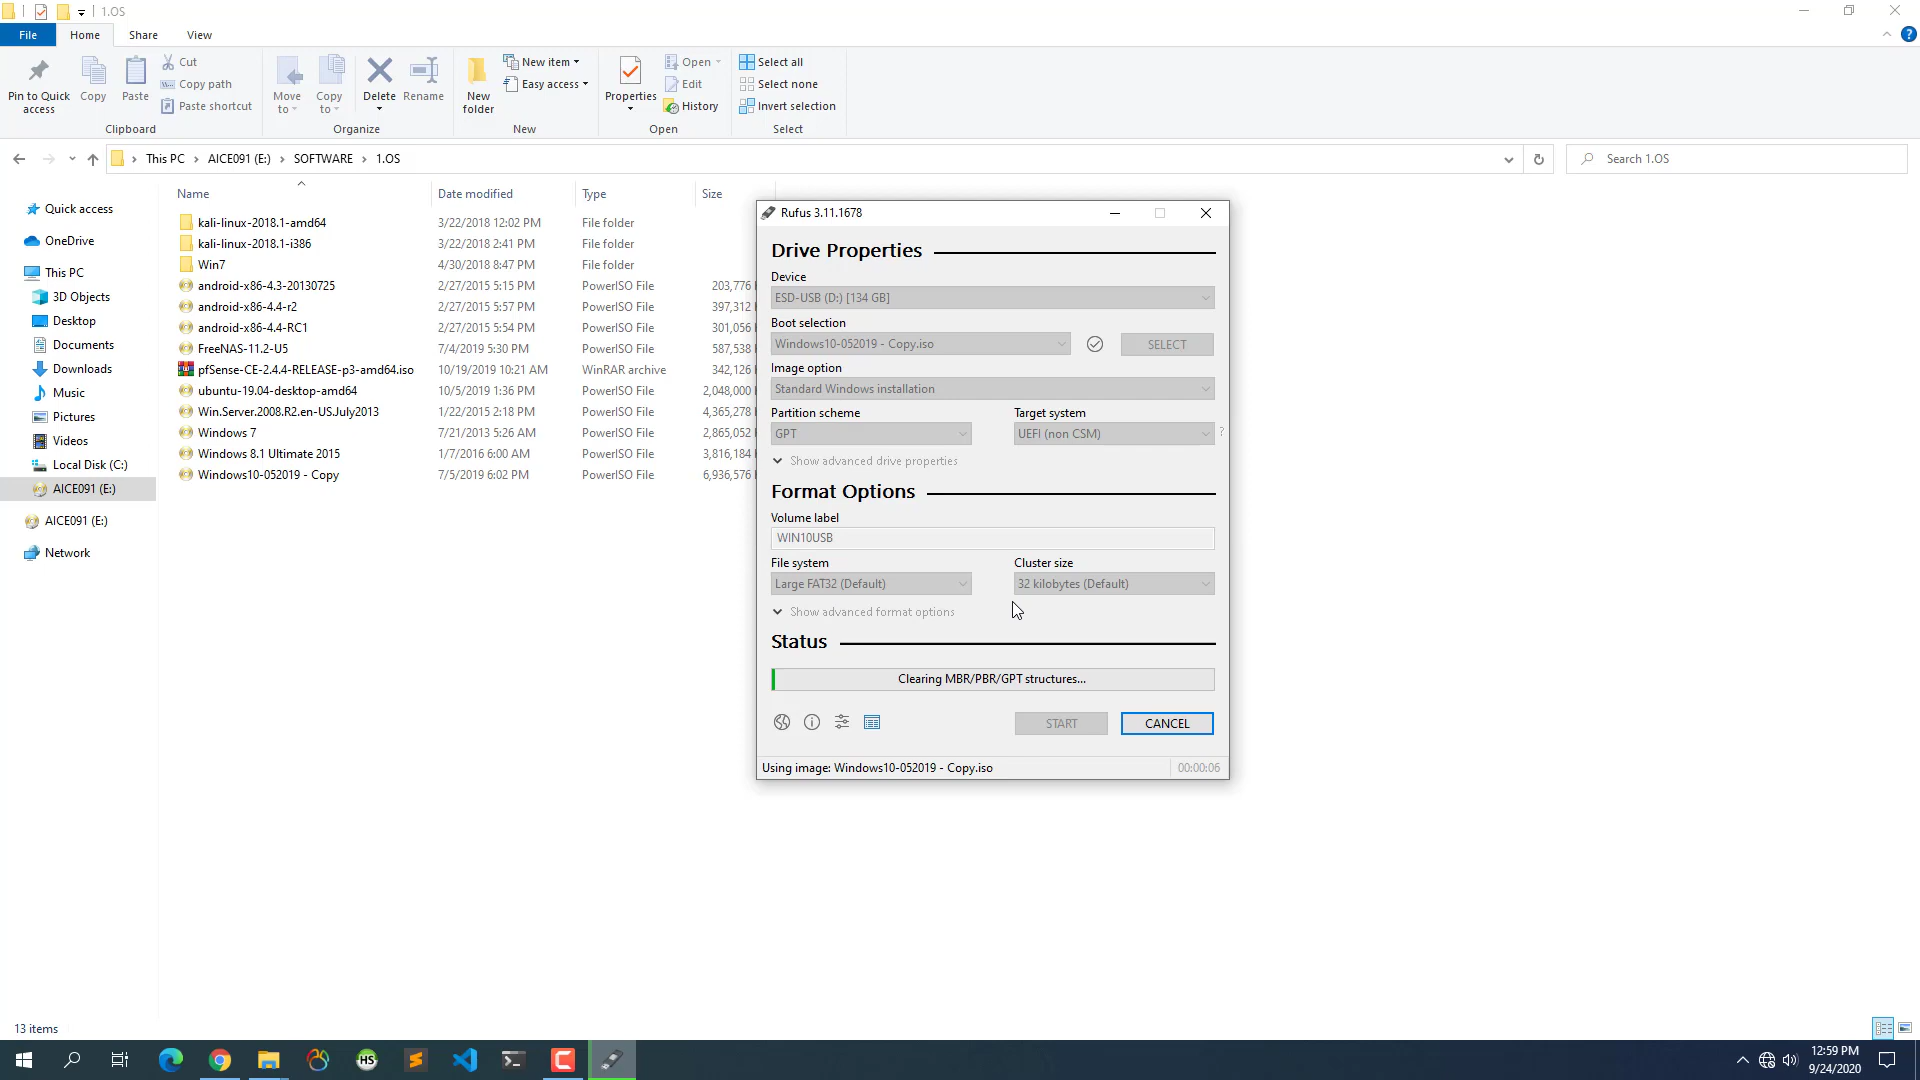 1.OS
File
Home
Share
View
Pin to Quick access
Copy
Paste
Cut
Copy path
Paste shortcut
Clipboard
Move to
Copy to
Delete
Rename
Organize
New folder
New item
Easy access
New
Properties
Open
Edit
History
Open
Select all
Select none
Invert selection
Select
This PC
AICE091 (E:)
SOFTWARE
1.OS
Search 1.OS
Quick access
OneDrive
This PC
3D Objects
Desktop
Documents
Downloads
Music
Pictures
Videos
Local Disk (C:)
AICE091 (E:)
AICE091 (E:)
Network
Name Date modified Type Size
kali-linux-2018.1-amd64 3/22/2018 12:02 PM File folder
kali-linux-2018.1-i386 3/22/2018 2:41 PM File folder
Win7 4/30/2018 8:47 PM File folder
android-x86-4.3-20130725 2/27/2015 5:15 PM PowerISO File 203,776
android-x86-4.4-r2 2/27/2015 5:57 PM PowerISO File 397,312
android-x86-4.4-RC1 2/27/2015 5:54 PM PowerISO File 301,056
FreeNAS-11.2-U5 7/4/2019 5:30 PM PowerISO File 587,538
pfSense-CE-2.4.4-RELEASE-p3-amd64.iso 10/19/2019 10:21 AM WinRAR archive 342,126
ubuntu-19.04-desktop-amd64 10/5/2019 1:36 PM PowerISO File 2,048,000
Win.Server.2008.R2.en-US.July2013 1/22/2015 2:18 PM PowerISO File 4,365,278
Windows 7 7/21/2013 5:26 AM PowerISO File 2,865,052
Windows 8.1 Ultimate 2015 1/7/2016 6:00 AM PowerISO File 3,816,184
Windows10-052019 - Copy 7/5/2019 6:02 PM PowerISO File 6,936,576
Rufus 3.11.1678
Drive Properties
Device
ESD-USB (D:) [134 GB]
Boot selection
Windows10-052019 - Copy.iso
SELECT
Image option
Standard Windows installation
Partition scheme Target system
GPT UEFI (non CSM) ?
Show advanced drive properties
Format Options
Volume label
WIN10USB
File system Cluster size
Large FAT32 (Default) 32 kilobytes (Default)
Show advanced format options
Status
Clearing MBR/PBR/GPT structures...
START CANCEL
Using image: Windows10-052019 - Copy.iso 00:00:06
13 items
HS
12:59 PM
9/24/2020